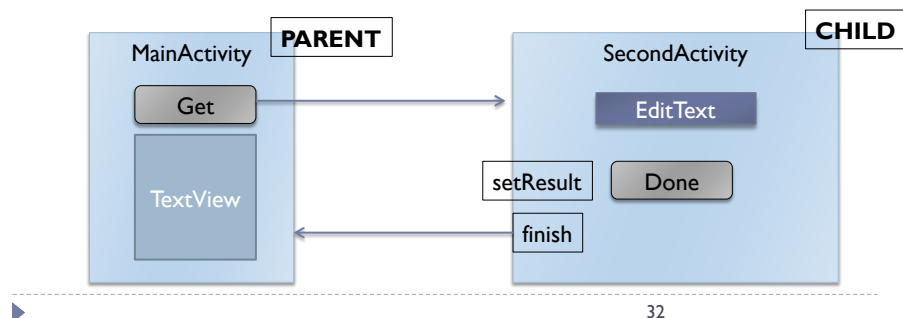 PARENT
MainActivity
Get
TextView
CHILD
SecondActivity
EditText
setResult
Done
finish
32